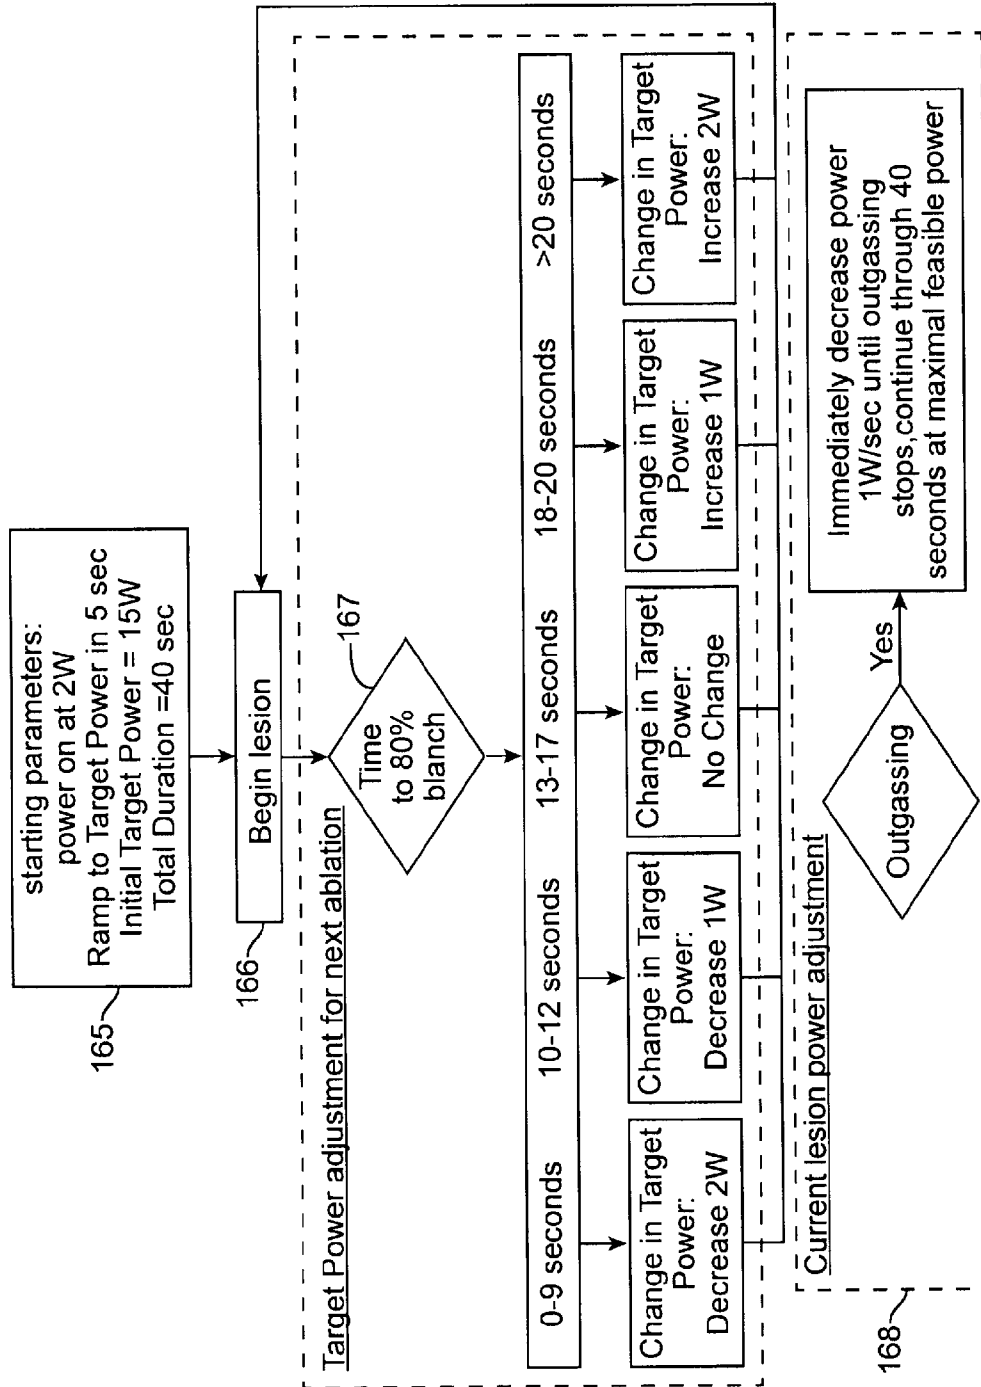 starting parameters:
power on at 2W
Ramp to Target Power in 5 sec
Initial Target Power = 15W
Total Duration =40 sec
165
Begin lesion
166
Target Power adjustment for next ablation
Time
to 80%
blanch
167
0-9 seconds
10-12 seconds
13-17 seconds
18-20 seconds
>20 seconds
Change in Target
Power:
Decrease 2W
Change in Target
Power:
Decrease 1W
Change in Target
Power:
No Change
Change in Target
Power:
Increase 1W
Change in Target
Power:
Increase 2W
Current lesion power adjustment
Outgassing
Yes
Immediately decrease power
1W/sec until outgassing
stops,continue through 40
seconds at maximal feasible power
168